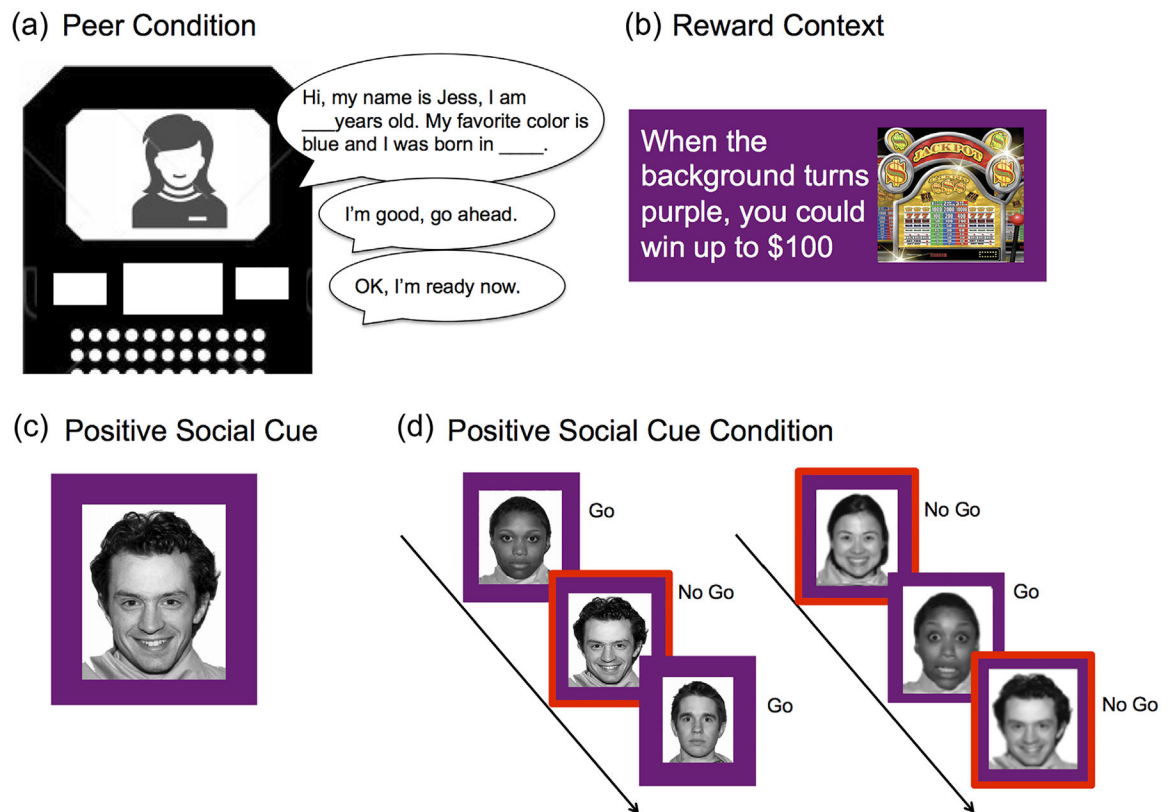 (a) Peer Condition
Hi, my name is Jess, I am
___years old. My favorite color is
blue and I was born in ____.
I'm good, go ahead.
OK, I'm ready now.
(b) Reward Context
When the
background turns
purple, you could
win up to $100
JACKPOT
(c) Positive Social Cue
(d) Positive Social Cue Condition
Go
No Go
Go
No Go
Go
No Go